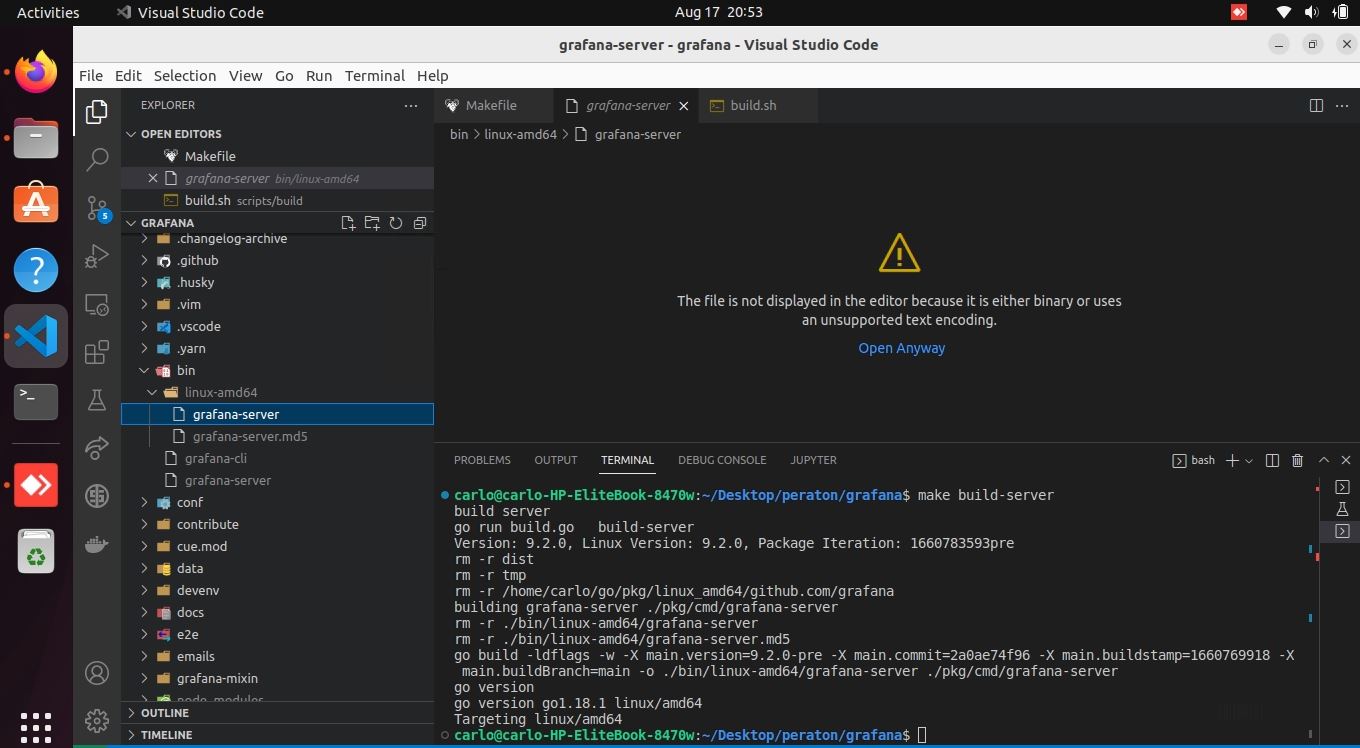 Activities
Visual Studio Code
Aug 17 20:53
grafana-server - grafana - Visual Studio Code
File Edit Selection View Go Run Terminal Help
EXPLORER
OPEN EDITORS
Makefile
grafana-server bin/linux-amd64
build.sh scripts/build
GRAFANA
.changelog-archive
.github
.husky
.vim
.vscode
.yarn
bin
linux-amd64
grafana-server
grafana-server.md5
grafana-cli
grafana-server
conf
contribute
cue.mod
data
devenv
docs
e2e
emails
grafana-mixin
node_modules
OUTLINE
TIMELINE
5
Makefile
grafana-server
build.sh
bin > linux-amd64 > grafana-server
The file is not displayed in the editor because it is either binary or uses
an unsupported text encoding.
Open Anyway
PROBLEMS OUTPUT TERMINAL DEBUG CONSOLE JUPYTER
bash
carlo@carlo-HP-EliteBook-8470w:~/Desktop/peraton/grafana$ make build-server
build server
go run build.go   build-server
Version: 9.2.0, Linux Version: 9.2.0, Package Iteration: 1660783593pre
rm -r dist
rm -r tmp
rm -r /home/carlo/go/pkg/linux_amd64/github.com/grafana
building grafana-server ./pkg/cmd/grafana-server
rm -r ./bin/linux-amd64/grafana-server
rm -r ./bin/linux-amd64/grafana-server.md5
go build -ldflags -w -X main.version=9.2.0-pre -X main.commit=2a0ae74f96 -X main.buildstamp=1660769918 -X
main.buildBranch=main -o ./bin/linux-amd64/grafana-server ./pkg/cmd/grafana-server
go version
go version go1.18.1 linux/amd64
Targeting linux/amd64
carlo@carlo-HP-EliteBook-8470w:~/Desktop/peraton/grafana$